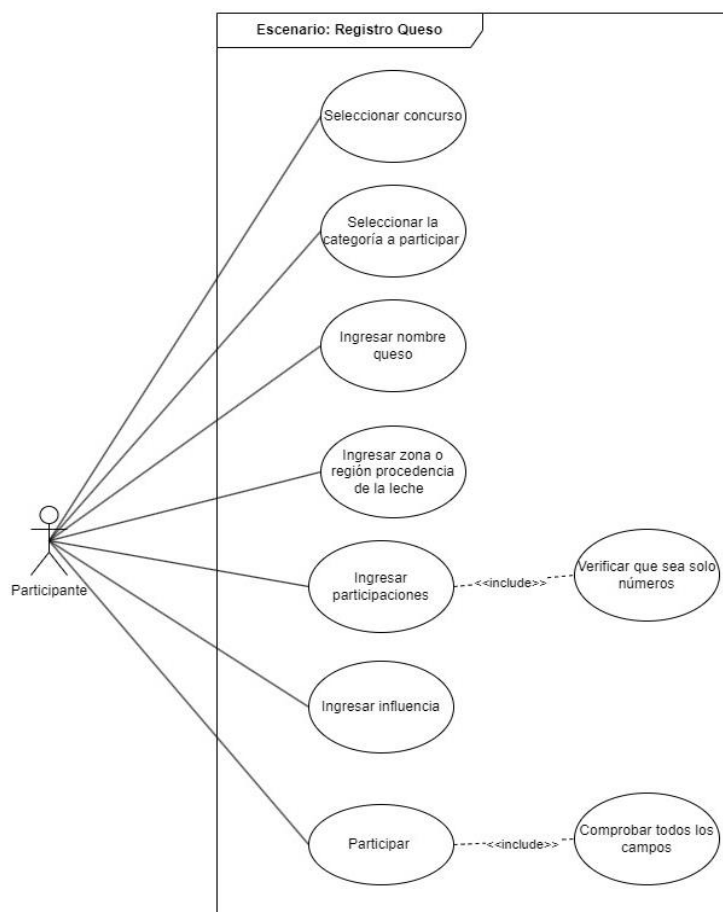 Escenario: Registro Queso
Seleccionar concurso
Seleccionar la
categoría a participar
Ingresar nombre
queso
Ingresar zona o
región procedencia
de la leche
Participante
Ingresar
participaciones
<<include>>
Verificar que sea solo
números
Ingresar influencia
Participar
<<include>>
Comprobar todos los
campos